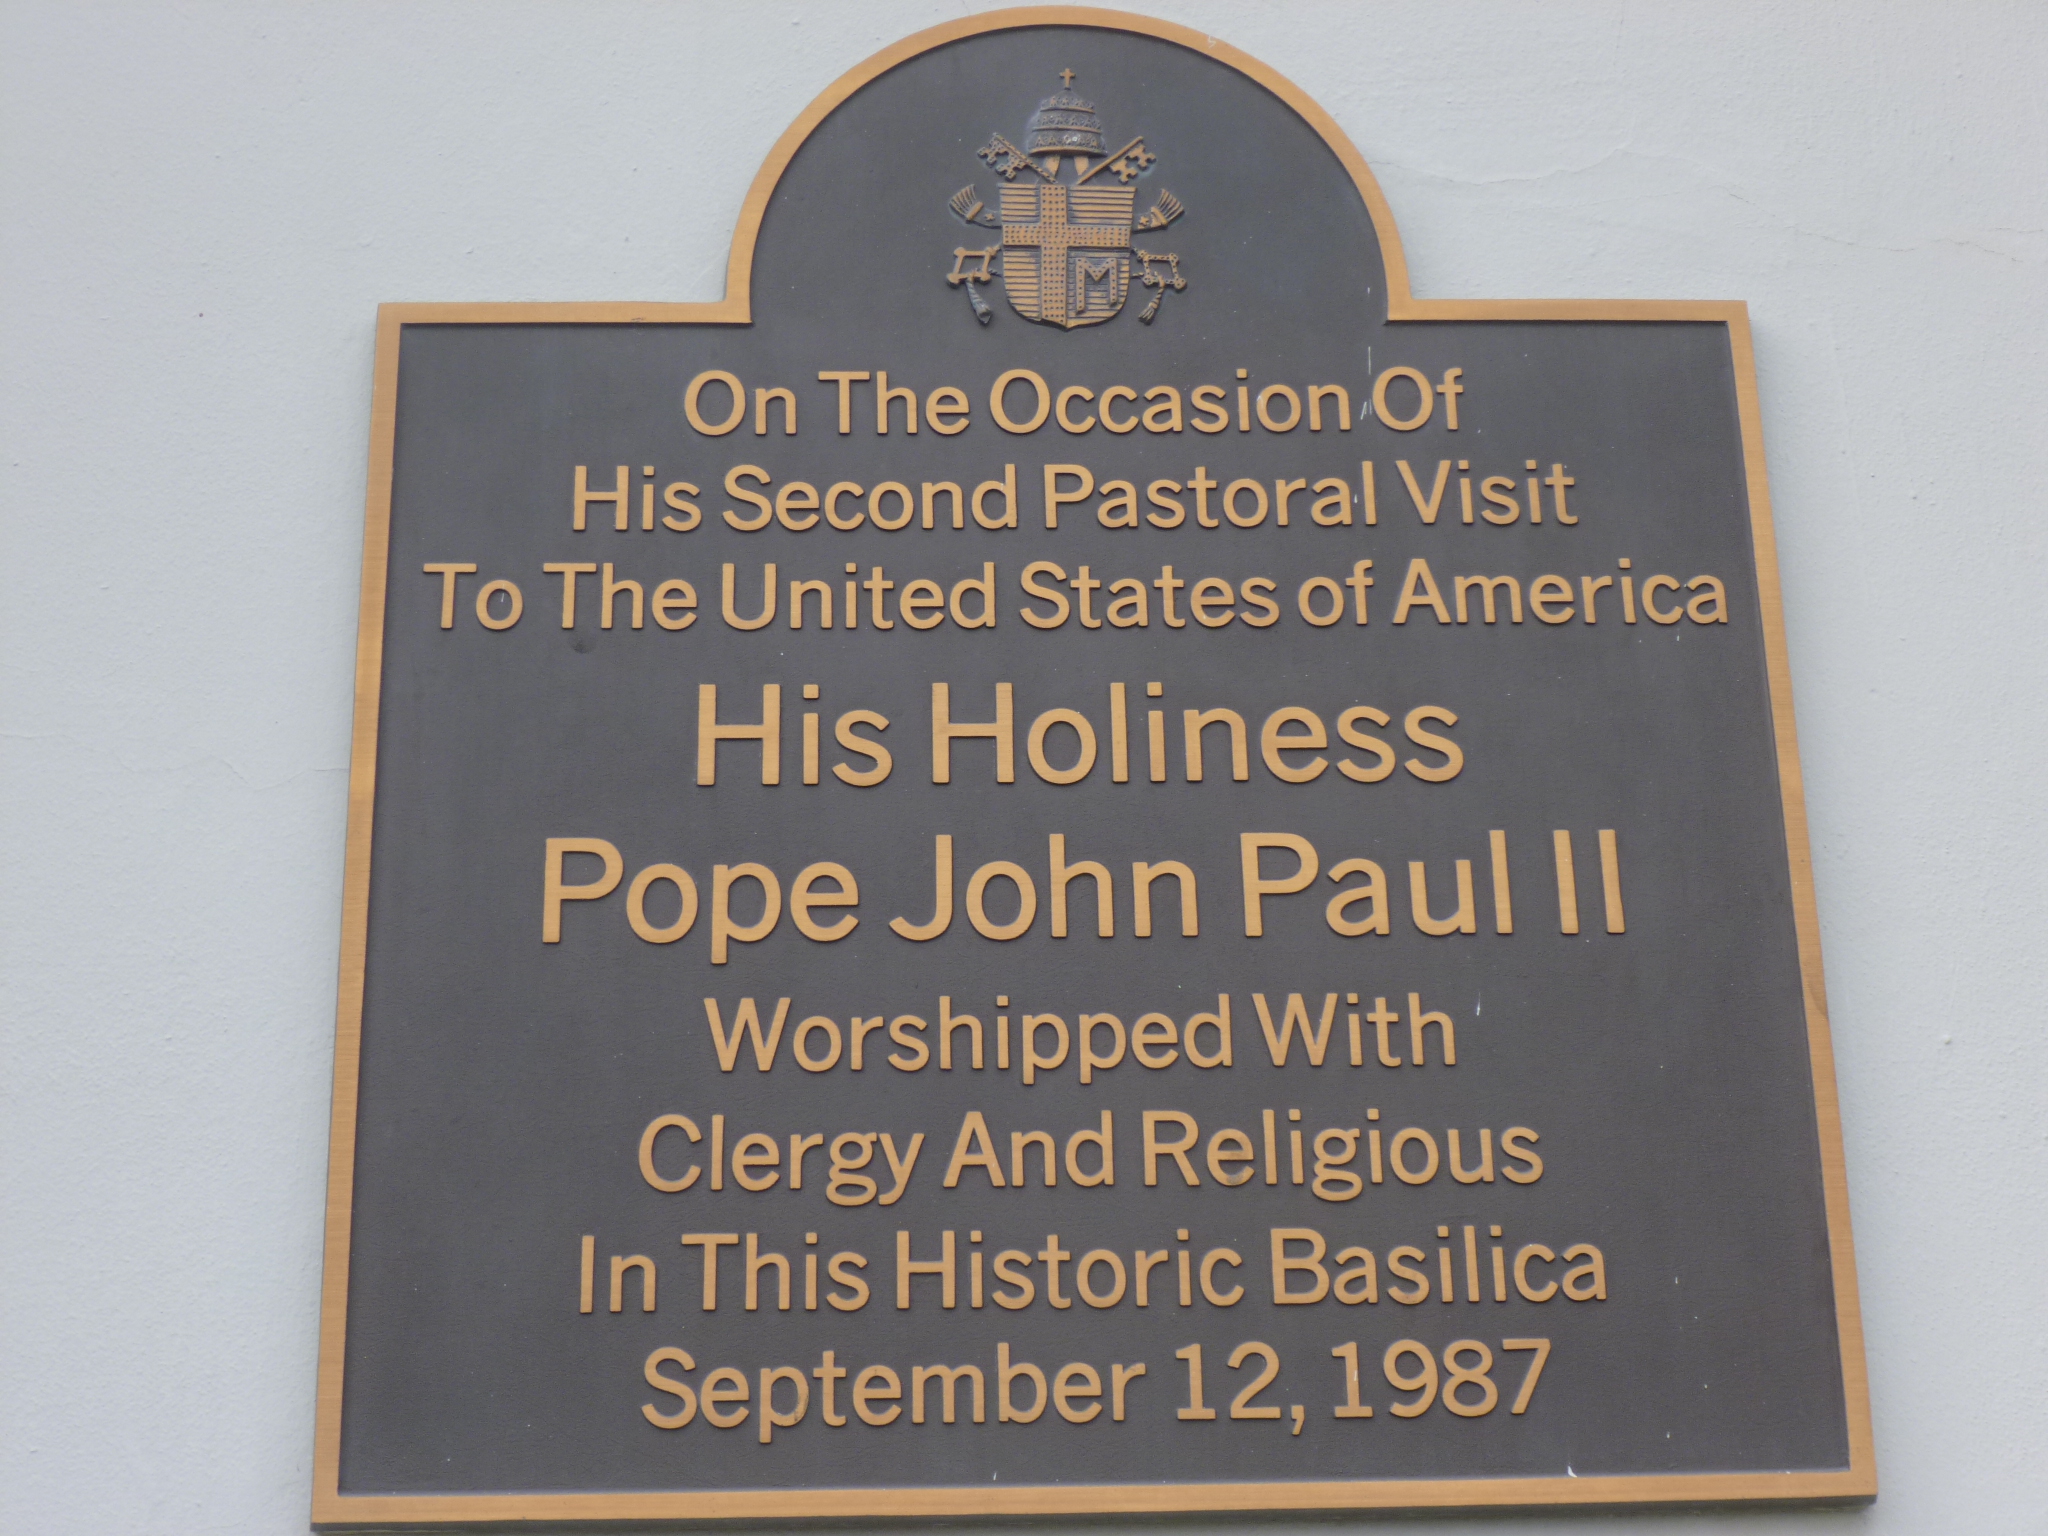 On The Occasion Of
His Second Pastoral Visit
To The United States of America
His Holiness
Pope John Paul II
Worshipped With
Clergy And Religious
In This Historic Basilica
September 12, 1987